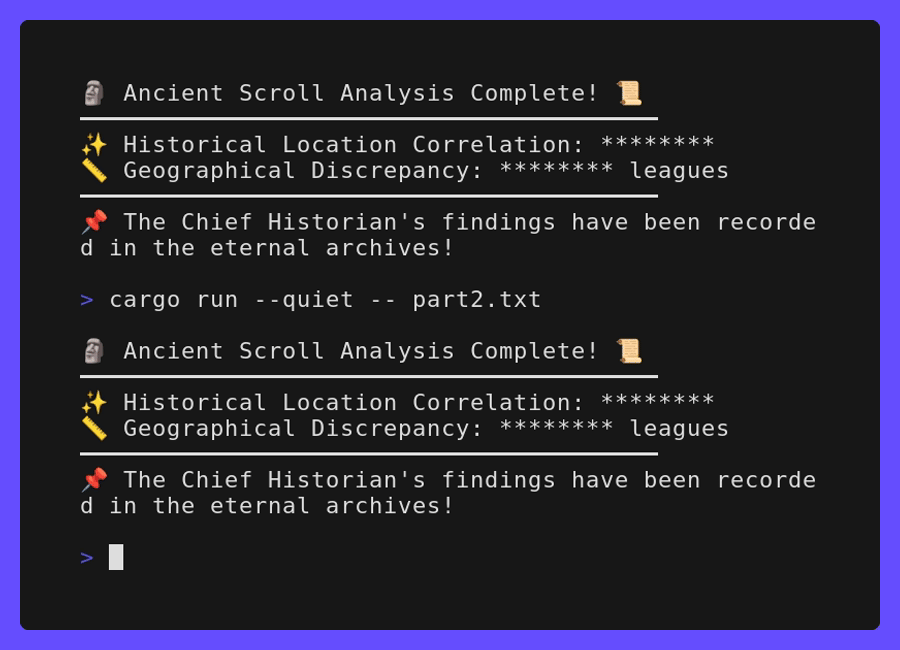 🗿 Ancient Scroll Analysis Complete! 📜
✨ Historical Location Correlation: ********
📏 Geographical Discrepancy: ******** leagues
📌 The Chief Historian's findings have been recorde
d in the eternal archives!
> cargo run --quiet -- part2.txt
🗿 Ancient Scroll Analysis Complete! 📜
✨ Historical Location Correlation: ********
📏 Geographical Discrepancy: ******** leagues
📌 The Chief Historian's findings have been recorde
d in the eternal archives!
>